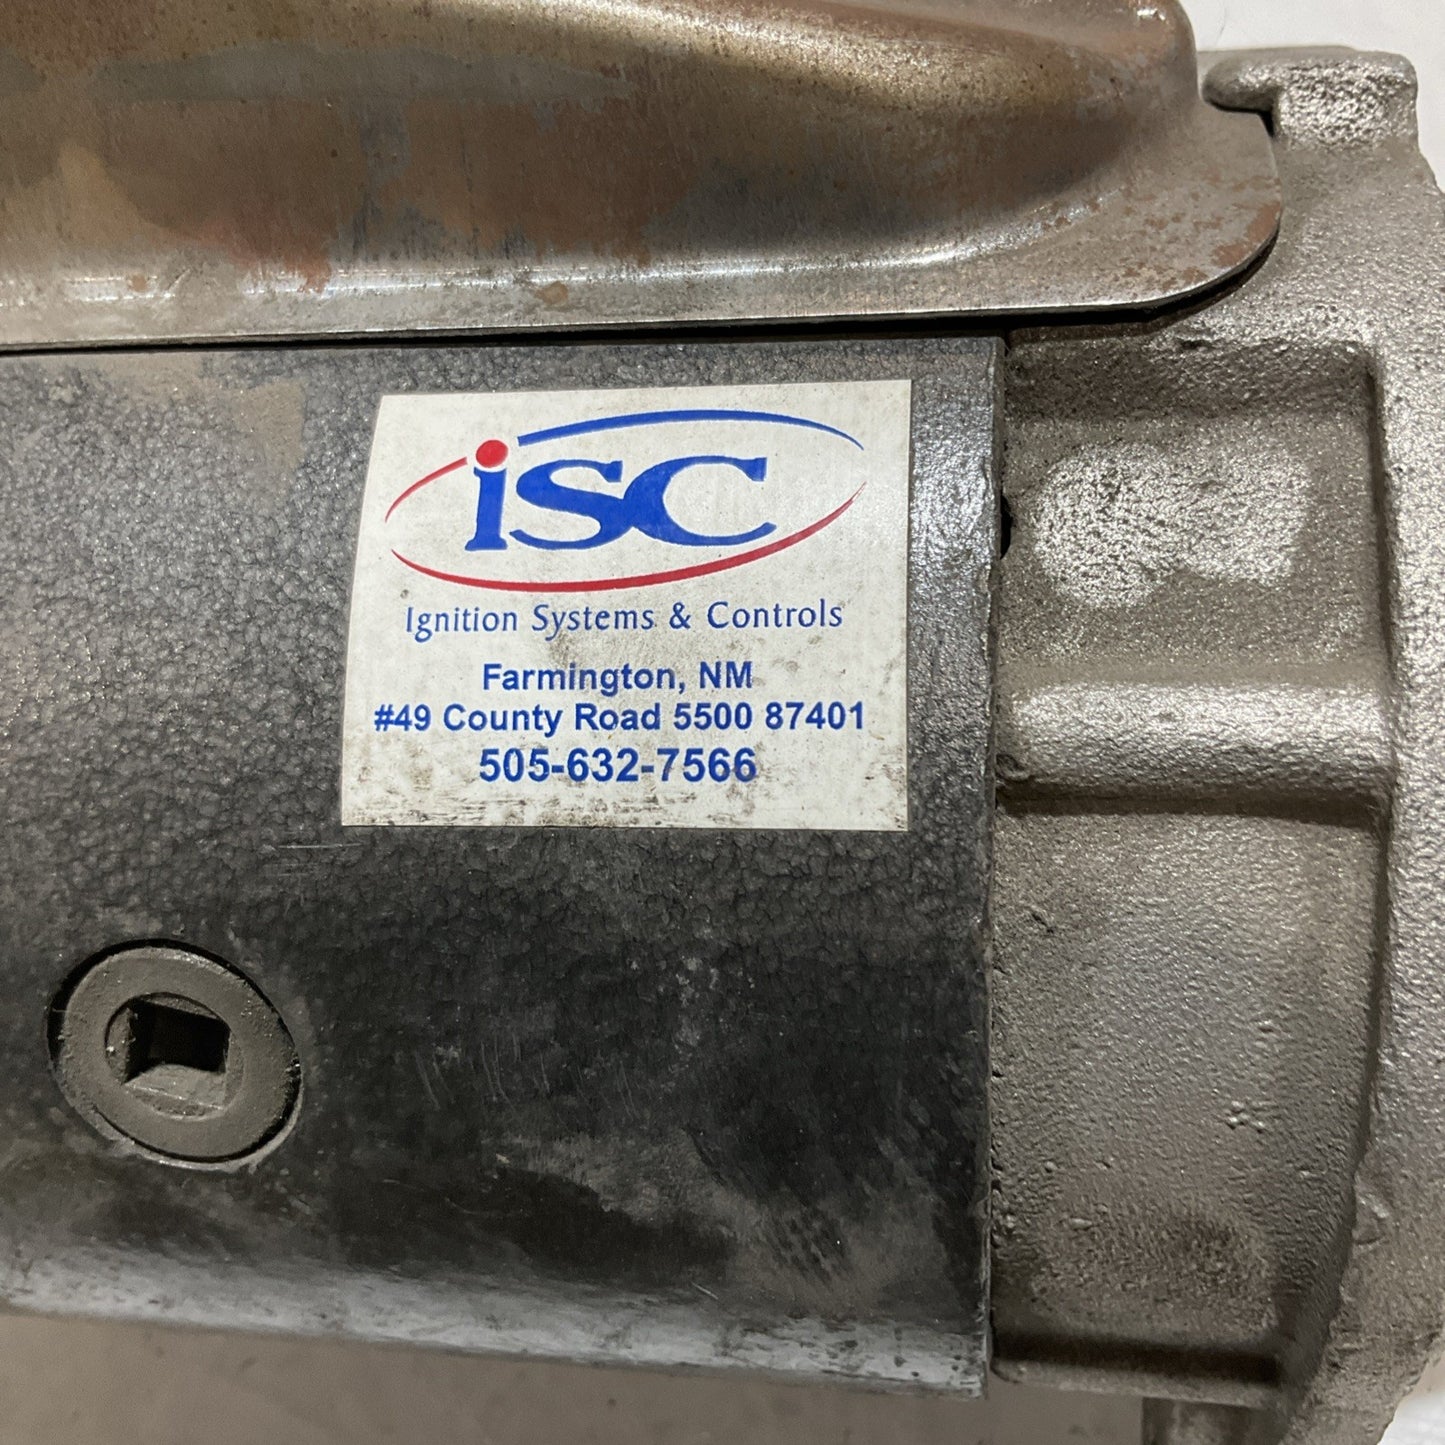 iSC
Ignition Systems & Controls
Farmington, NM
#49 County Road 5500 87401
505-632-7566